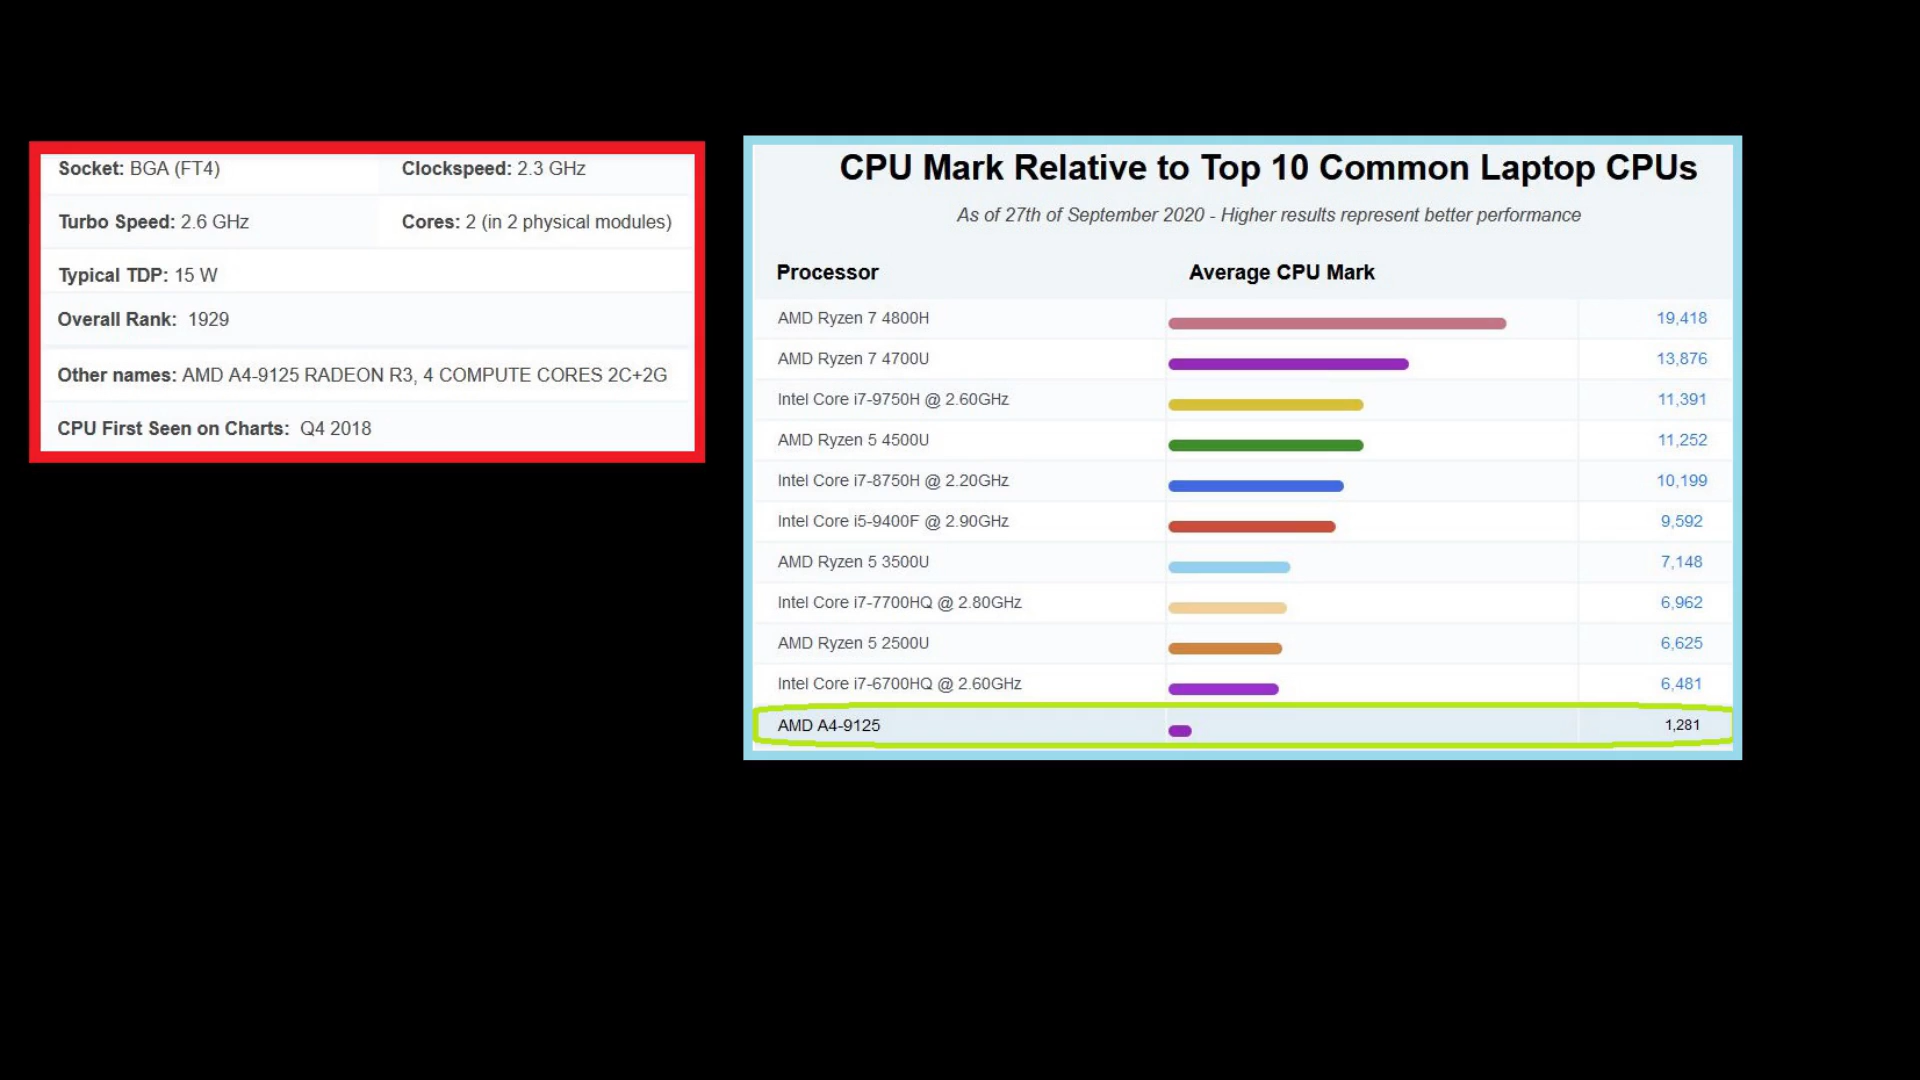 Socket: BGA (FT4) Clockspeed: 2.3 GHz
Turbo Speed: 2.6 GHz Cores: 2 (in 2 physical modules)
Typical TDP: 15 W
Overall Rank: 1929
Other names: AMD A4-9125 RADEON R3, 4 COMPUTE CORES 2C+2G
CPU First Seen on Charts: Q4 2018
CPU Mark Relative to Top 10 Common Laptop CPUs
As of 27th of September 2020 - Higher results represent better performance
Processor Average CPU Mark
AMD Ryzen 7 4800H 19,418
AMD Ryzen 7 4700U 13,876
Intel Core i7-9750H @ 2.60GHz 11,391
AMD Ryzen 5 4500U 11,252
Intel Core i7-8750H @ 2.20GHz 10,199
Intel Core i5-9400F @ 2.90GHz 9,592
AMD Ryzen 5 3500U 7,148
Intel Core i7-7700HQ @ 2.80GHz 6,962
AMD Ryzen 5 2500U 6,625
Intel Core i7-6700HQ @ 2.60GHz 6,481
AMD A4-9125 1,281